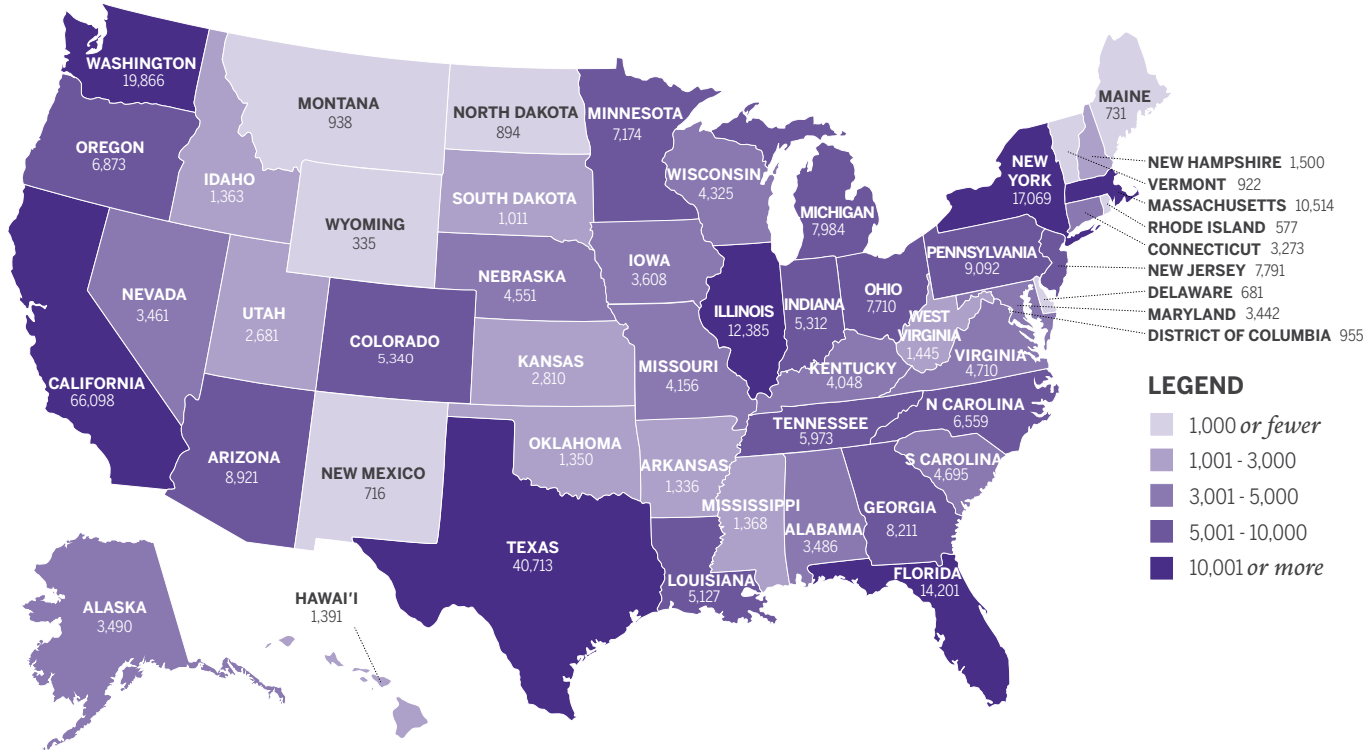 WASHINGTON
19,866
OREGON
6,873
CALIFORNIA
66,098
NEVADA
3,461
IDAHO
1,363
MONTANA
938
WYOMING
335
UTAH
2,681
COLORADO
5,340
ARIZONA
8,921
NEW MEXICO
716
NORTH DAKOTA
894
SOUTH DAKOTA
1,011
NEBRASKA
4,551
KANSAS
2,810
OKLAHOMA
1,350
TEXAS
40,713
MINNESOTA
7,174
IOWA
3,608
MISSOURI
4,156
ARKANSAS
1,336
LOUISIANA
5,127
WISCONSIN
4,325
ILLINOIS
12,385
MICHIGAN
7,984
INDIANA
5,312
OHIO
7,710
KENTUCKY
4,048
TENNESSEE
5,973
MISSISSIPPI
1,368
ALABAMA
3,486
GEORGIA
8,211
FLORIDA
14,201
S CAROLINA
4,695
N CAROLINA
6,559
VIRGINIA
4,710
WEST
VIRGINIA
1,445
PENNSYLVANIA
9,092
NEW
YORK
17,069
MAINE
731
NEW HAMPSHIRE 1,500
VERMONT 922
MASSACHUSETTS 10,514
RHODE ISLAND 577
CONNECTICUT 3,273
NEW JERSEY 7,791
DELAWARE 681
MARYLAND 3,442
DISTRICT OF COLUMBIA 955
ALASKA
3,490
HAWAI'I
1,391
LEGEND
1,000 or fewer
1,001 - 3,000
3,001 - 5,000
5,001 - 10,000
10,001 or more